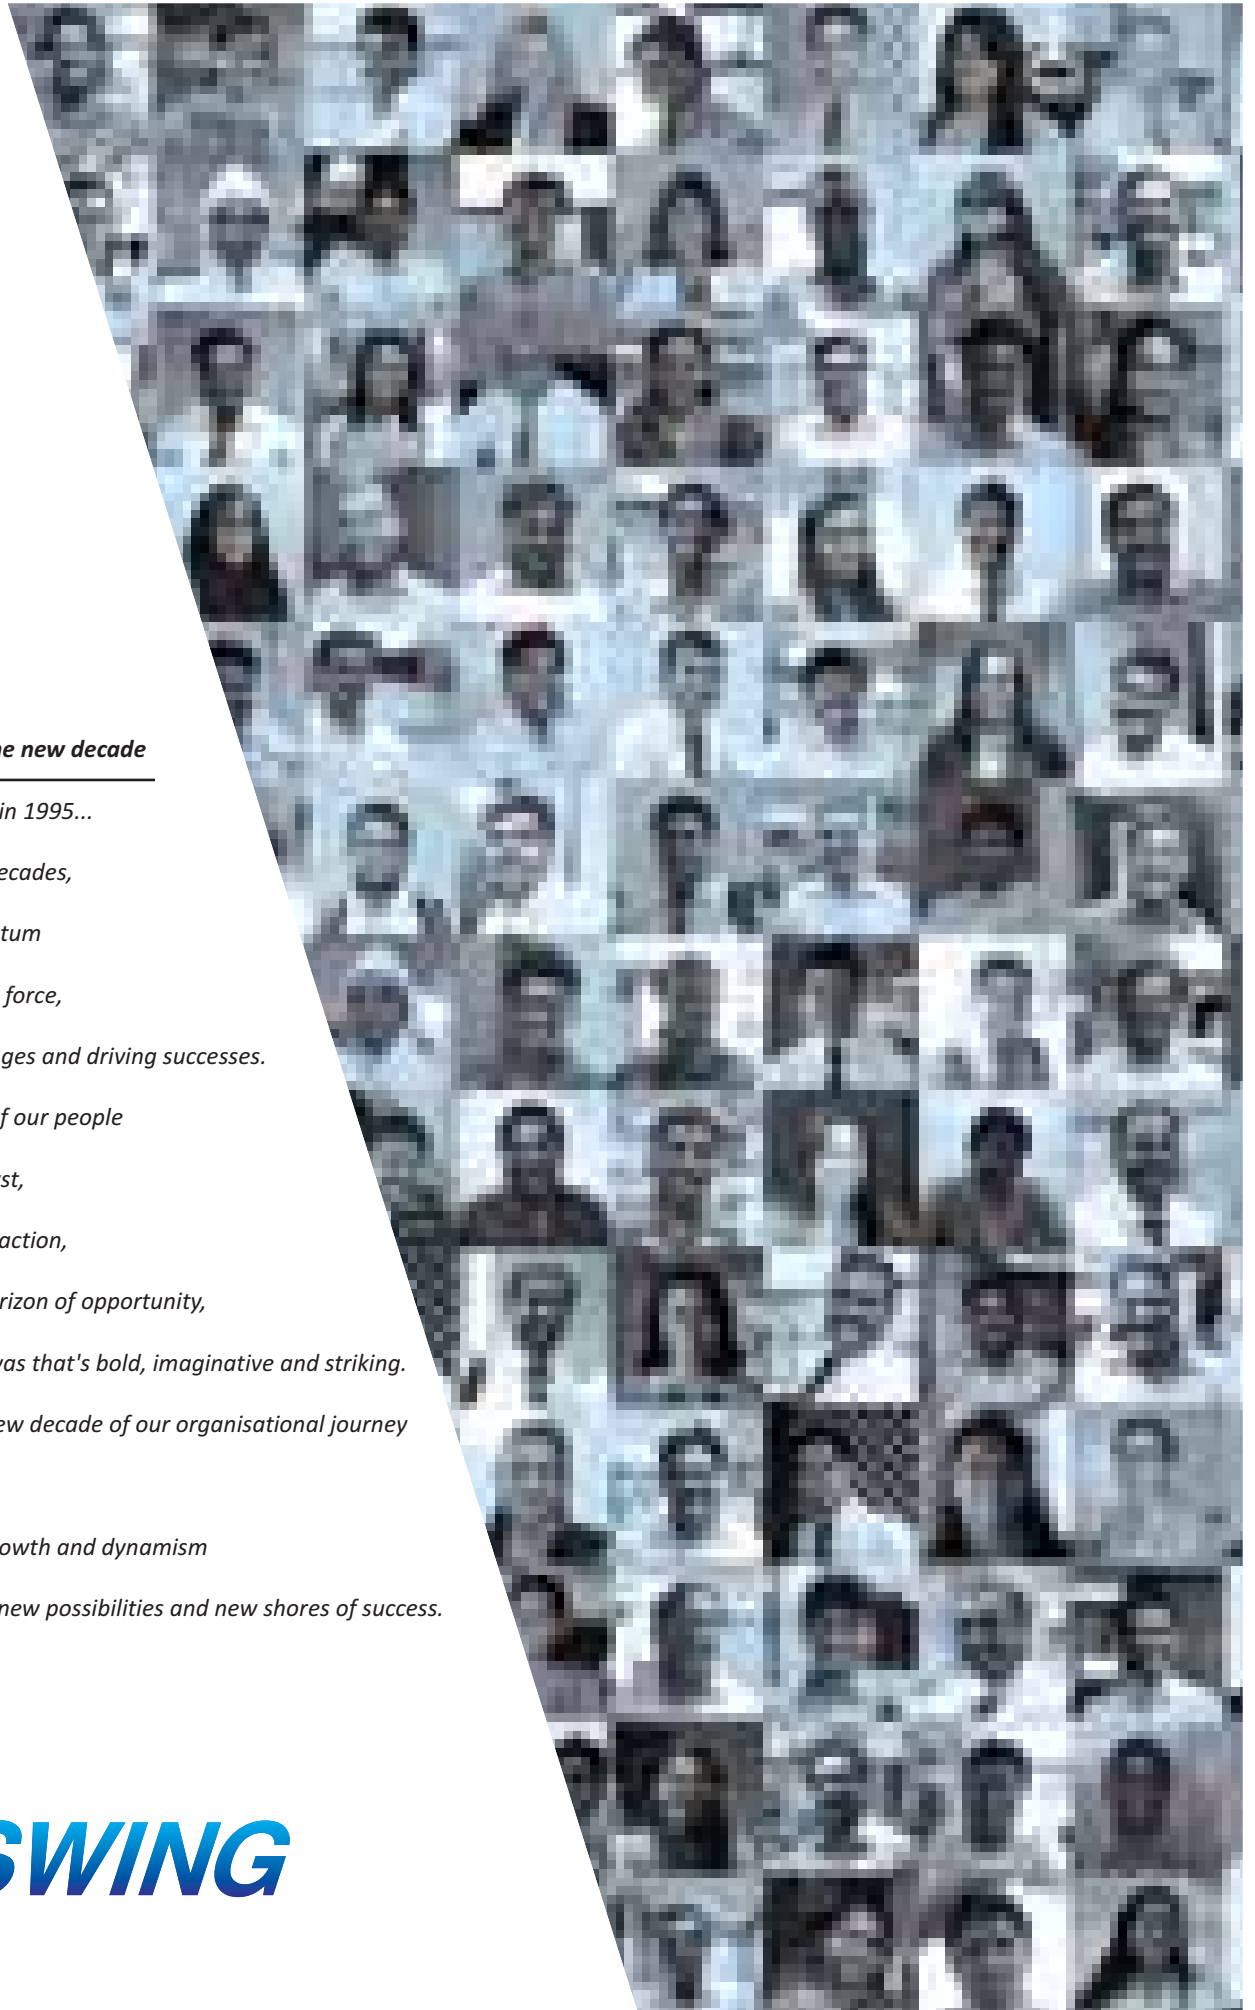 e new decade
in 1995...
ecades,
tum
force,
ges and driving successes.
f our people
st,
action,
rizon of opportunity,
vas that's bold, imaginative and striking.
ew decade of our organisational journey
owth and dynamism
new possibilities and new shores of success.
SWING